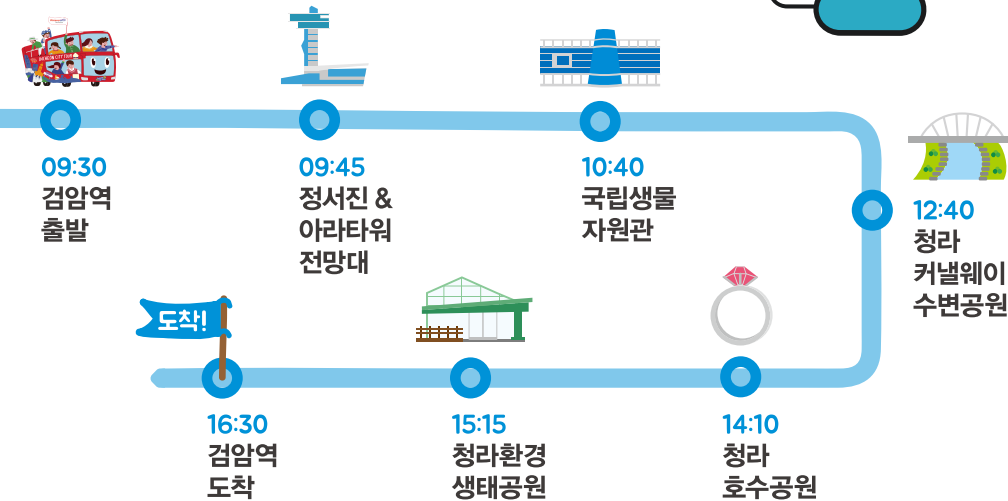 INCHEON CITY TOUR
09:30
검암역
출발
09:45
정서진 &
아라타워
전망대
10:40
국립생물
자원관
12:40
청라
커낼웨이
수변공원
14:10
청라
호수공원
15:15
청라환경
생태공원
도착!
16:30
검암역
도착